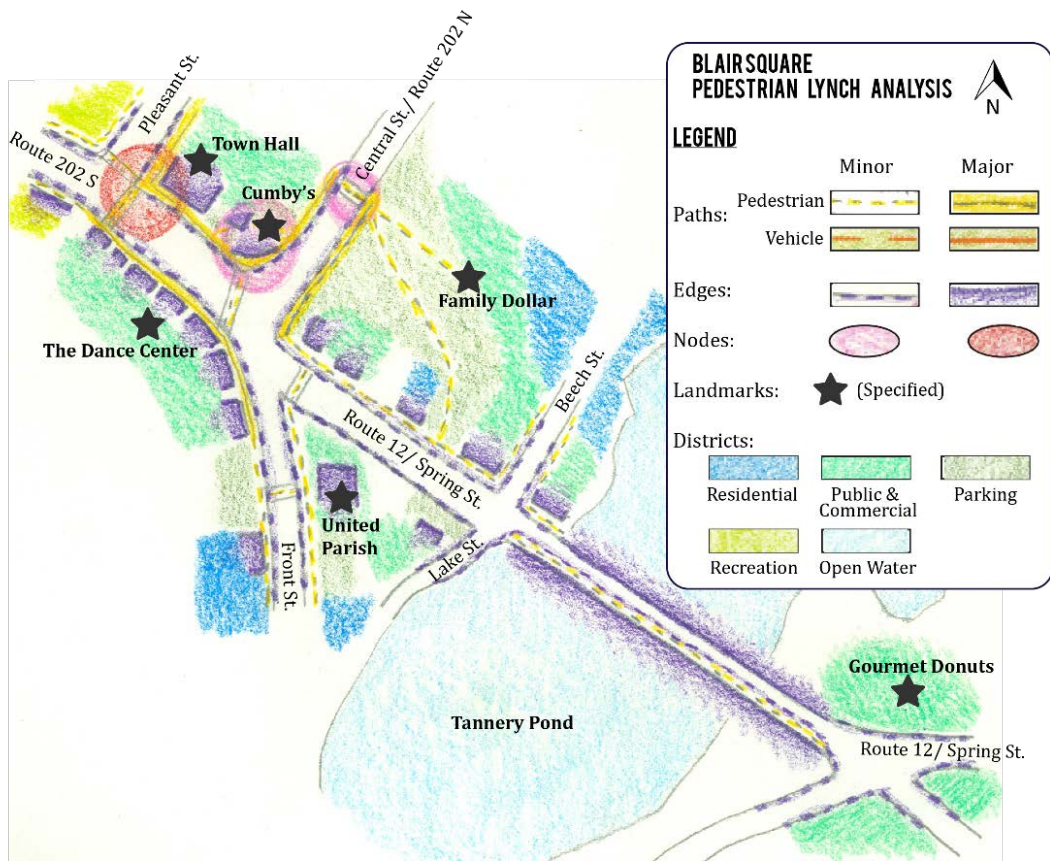 Pleasant St.
Central St./ Route 202 N
Route 202 S
Town Hall
Cumby's
Family Dollar
The Dance Center
Beech St.
Route 12/ Spring St.
United
Parish
Lake St.
Front St.
Tannery Pond
Gourmet Donuts
Route 12/ Spring St.
BLAIR SQUARE
PEDESTRIAN LYNCH ANALYSIS
N
LEGEND
Minor
Major
Paths:
Pedestrian
Vehicle
Edges:
Nodes:
Landmarks:
(Specified)
Districts:
Residential
Public &
Commercial
Parking
Recreation
Open Water